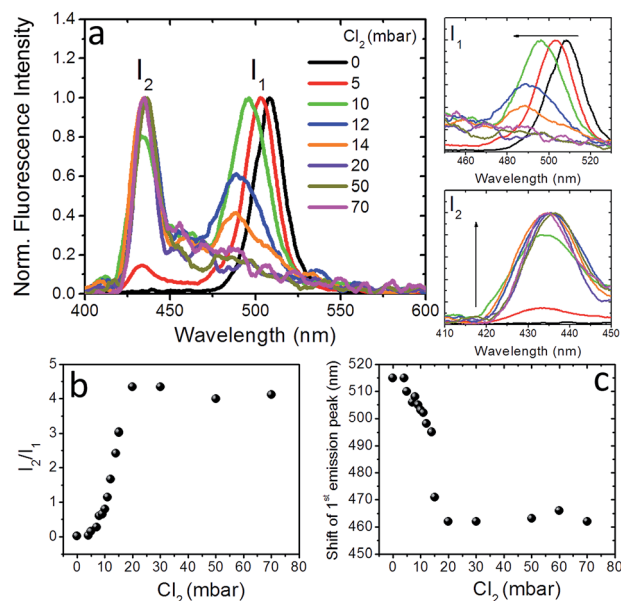 a
I2
I1
Cl2 (mbar)
0
5
10
12
14
20
50
70
Norm. Fluorescence Intensity
1.4
1.2
1.0
0.8
0.6
0.4
0.2
0.0
400 450 500 550 600
Wavelength (nm)
I1
450 500
Wavelength (nm)
I2
410 420 430 440 450
Wavelength (nm)
b
I2/I1
5
4
3
2
1
0
0 10 20 30 40 50 60 70 80
Cl2 (mbar)
c
Shift of 1st emission peak (nm)
520
510
500
490
480
470
460
450
0 10 20 30 40 50 60 70 80
Cl2 (mbar)